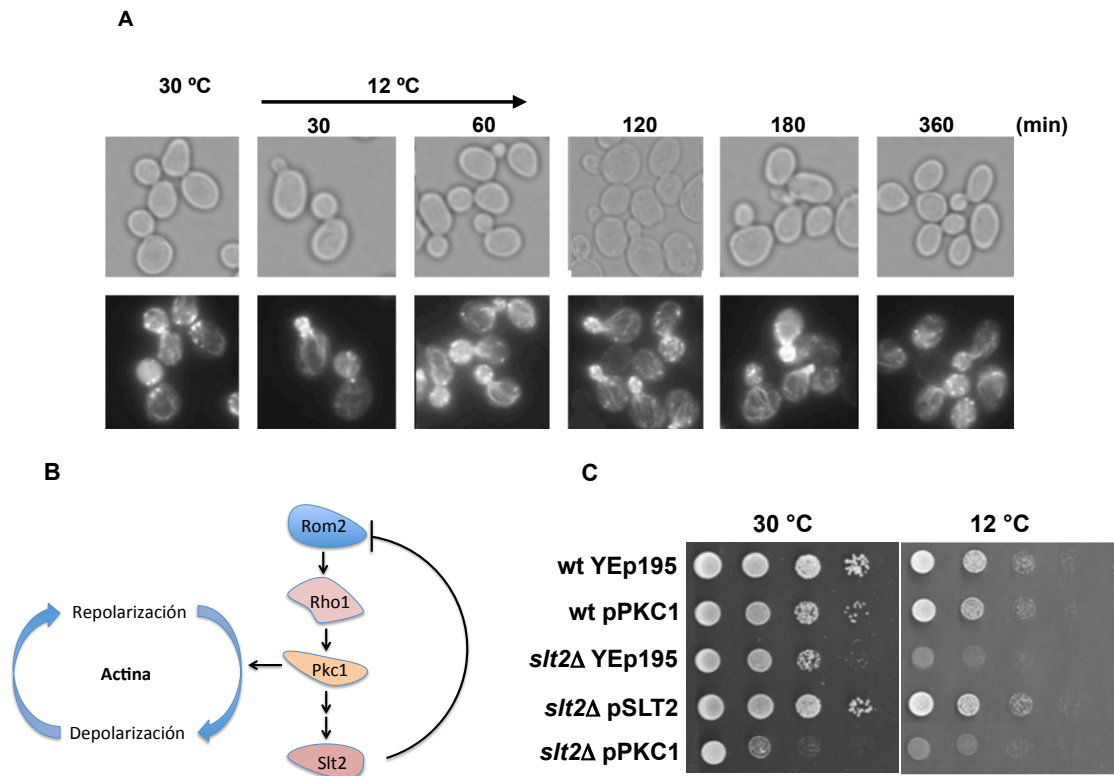 A
30 ºC
12 ºC
30
60
120
180
360
(min)
B
Rom2
Rho1
Pkc1
Slt2
Repolarización
Actina
Depolarización
C
30 °C
12 °C
wt YEp195
wt pPKC1
slt2Δ YEp195
slt2Δ pSLT2
slt2Δ pPKC1